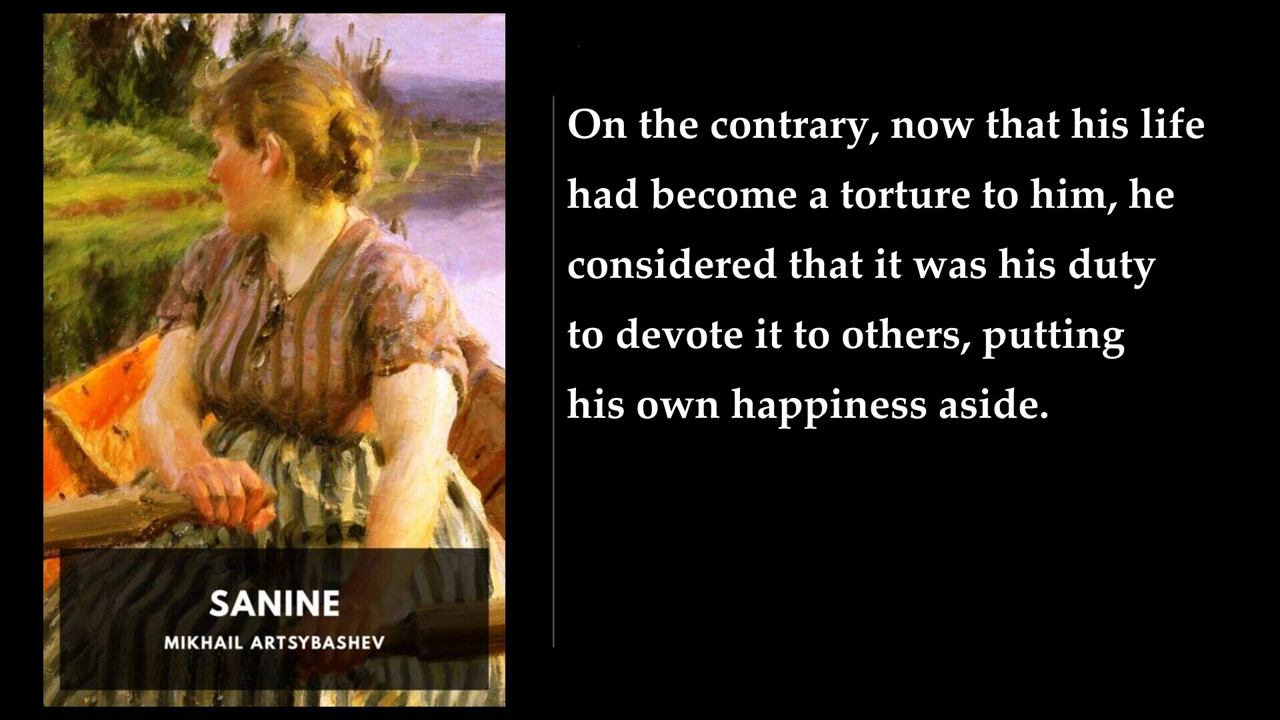 SANINE
MIKHAIL ARTSYBASHEV
On the contrary, now that his life
had become a torture to him, he
considered that it was his duty
to devote it to others, putting
his own happiness aside.